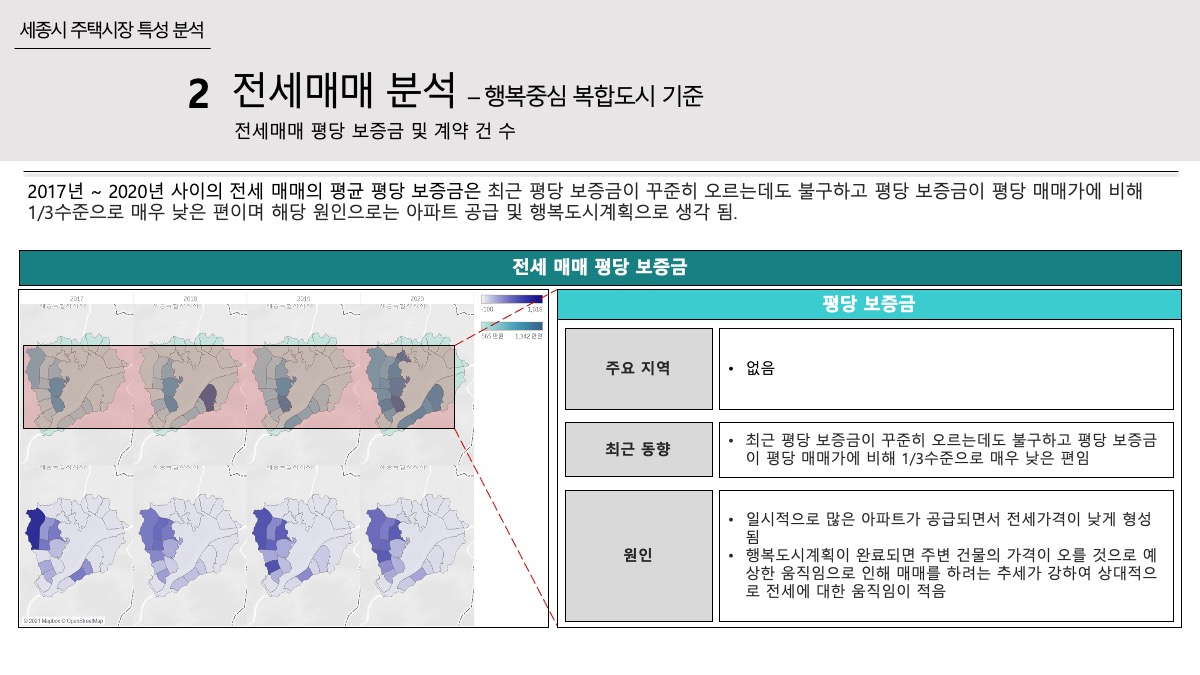 세종시 주택시장 특성 분석
2 전세매매 분석 – 행복중심 복합도시 기준
전세매매 평당 보증금 및 계약 건 수
2017년 ~ 2020년 사이의 전세 매매의 평균 평당 보증금은 최근 평당 보증금이 꾸준히 오르는데도 불구하고 평당 보증금이 평당 매매가에 비해
1/3수준으로 매우 낮은 편이며 해당 원인으로는 아파트 공급 및 행복도시계획으로 생각 됨.
전세 매매 평당 보증금
2017 2018 2019 2020
-100 1,618
565 만원 1,342 만원
© 2021 Mapbox © OpenStreetMap
평당 보증금
주요 지역
• 없음
최근 동향
• 최근 평당 보증금이 꾸준히 오르는데도 불구하고 평당 보증금
이 평당 매매가에 비해 1/3수준으로 매우 낮은 편임
원인
• 일시적으로 많은 아파트가 공급되면서 전세가격이 낮게 형성
됨
• 행복도시계획이 완료되면 주변 건물의 가격이 오를 것으로 예
상한 움직임으로 인해 매매를 하려는 추세가 강하여 상대적으
로 전세에 대한 움직임이 적음